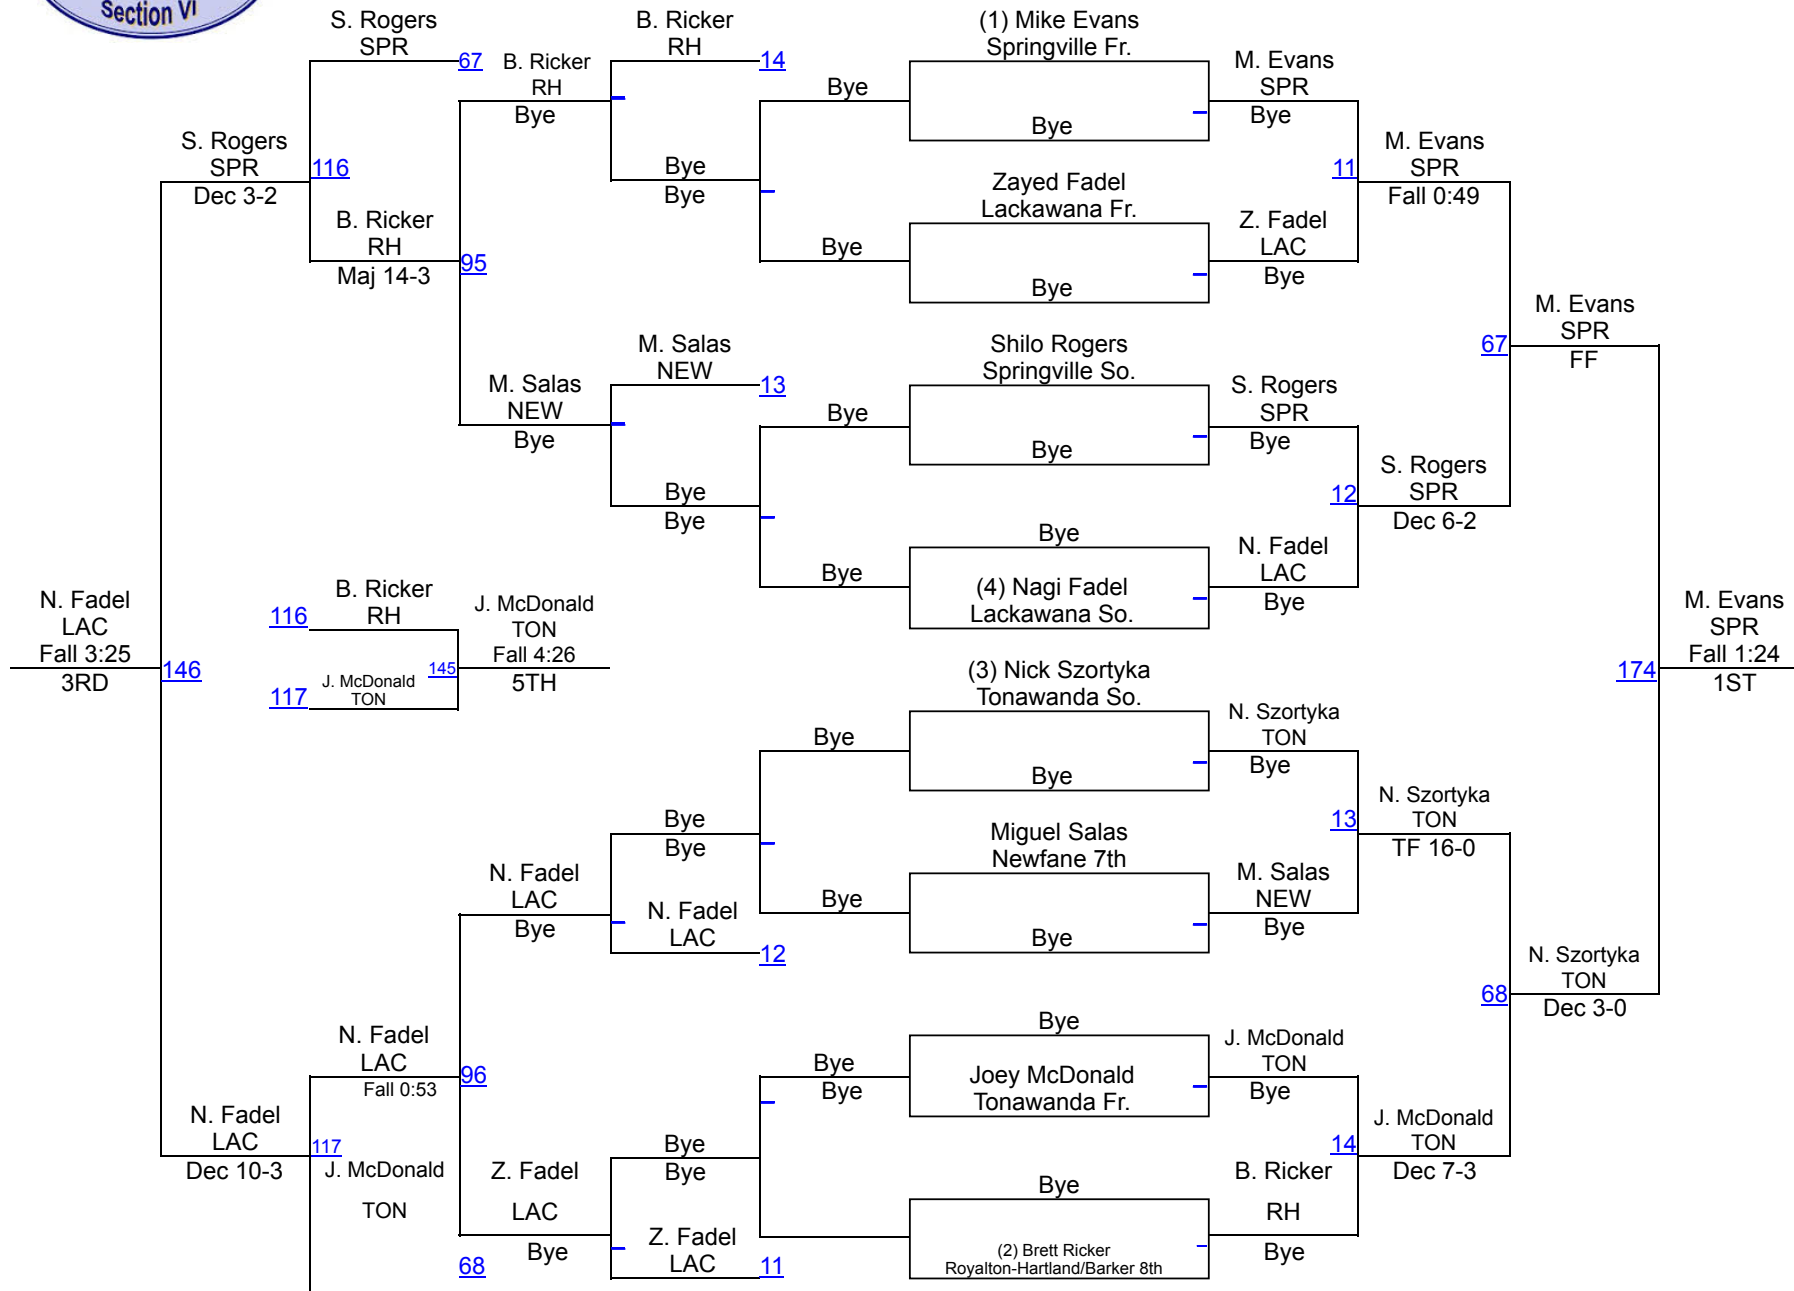 Section VI
S. Rogers
SPR
67
B. Ricker
RH
Bye
B. Ricker
RH
14
Bye
(1) Mike Evans
Springville Fr.
Bye
M. Evans
SPR
Bye
S. Rogers
SPR
Dec 3-2
116
B. Ricker
RH
Maj 14-3
95
Bye
Bye
Bye
Zayed Fadel
Lackawana Fr.
Bye
Z. Fadel
LAC
Bye
11
M. Evans
SPR
Fall 0:49
M. Salas
NEW
Bye
M. Salas
NEW
13
Bye
Shilo Rogers
Springville So.
Bye
S. Rogers
SPR
Bye
67
M. Evans
SPR
FF
Bye
Bye
Bye
Bye
(4) Nagi Fadel
Lackawana So.
N. Fadel
LAC
Bye
12
S. Rogers
SPR
Dec 6-2
N. Fadel
LAC
Fall 3:25
3RD
146
116
B. Ricker
RH
117
J. McDonald
TON
145
J. McDonald
TON
Fall 4:26
5TH
174
M. Evans
SPR
Fall 1:24
1ST
Bye
(3) Nick Szortyka
Tonawanda So.
Bye
N. Szortyka
TON
Bye
N. Fadel
LAC
Bye
Bye
Bye
N. Fadel
LAC
12
Bye
Miguel Salas
Newfane 7th
Bye
M. Salas
NEW
Bye
13
N. Szortyka
TON
TF 16-0
68
N. Szortyka
TON
Dec 3-0
N. Fadel
LAC
Dec 10-3
117
N. Fadel
LAC
Fall 0:53
96
J. McDonald
TON
Bye
Bye
Bye
Joey McDonald
Tonawanda Fr.
J. McDonald
TON
Bye
14
J. McDonald
TON
Dec 7-3
Z. Fadel
LAC
Bye
68
Bye
Bye
Z. Fadel
LAC
11
Bye
(2) Brett Ricker
Royalton-Hartland/Barker 8th
B. Ricker
RH
Bye